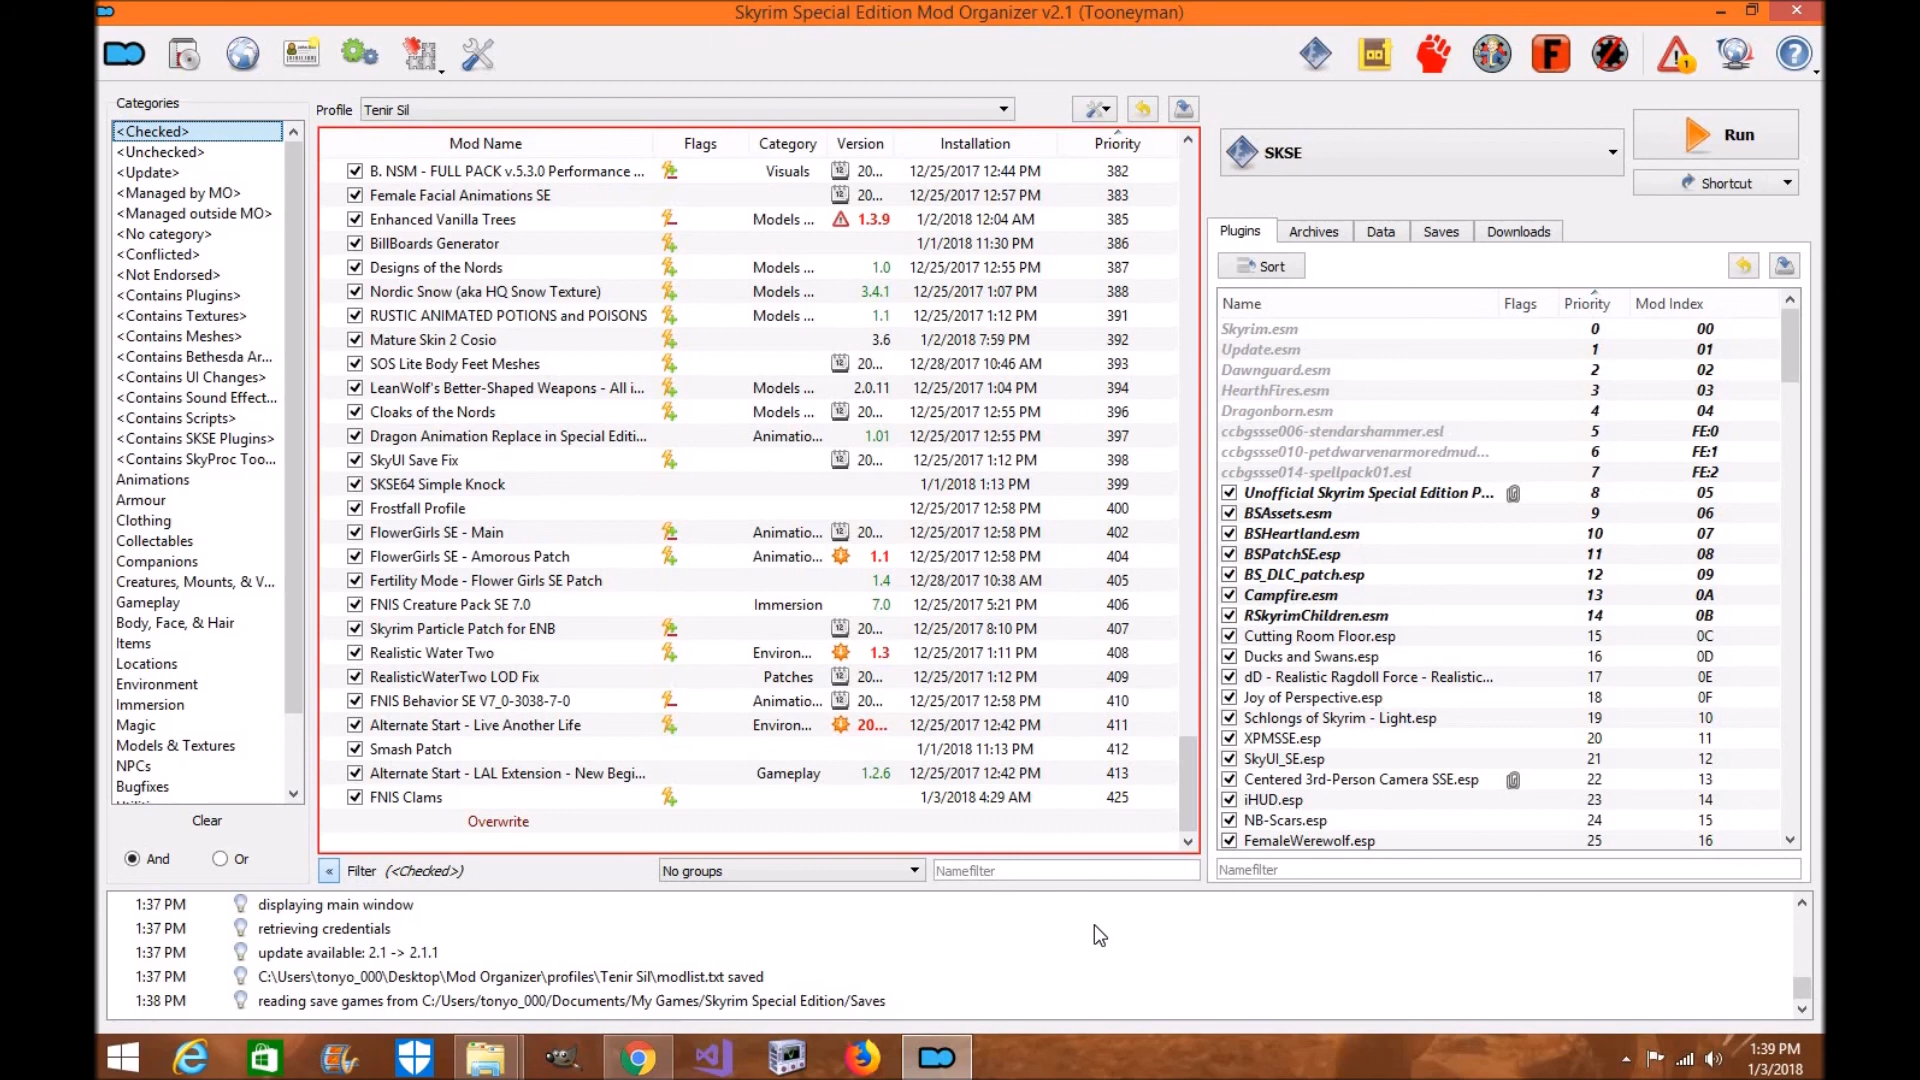 Skyrim Special Edition Mod Organizer v2.1 (Tooneyman)
Categories
<Checked>
<Unchecked>
<Update>
<Managed by MO>
<Managed outside MO>
<No category>
<Conflicted>
<Not Endorsed>
<Contains Plugins>
<Contains Textures>
<Contains Meshes>
<Contains Bethesda Ar...
<Contains UI Changes>
<Contains Sound Effect...
<Contains Scripts>
<Contains SKSE Plugins>
<Contains SkyProc Too...
Animations
Armour
Clothing
Collectables
Companions
Creatures, Mounts, & V...
Gameplay
Body, Face, & Hair
Items
Locations
Environment
Immersion
Magic
Models & Textures
NPCs
Bugfixes
Clear
And Or
Profile Tenir Sil
Mod Name Flags Category Version Installation Priority
B. NSM - FULL PACK v.5.3.0 Performance ... Visuals 20... 12/25/2017 12:44 PM 382
Female Facial Animations SE 20... 12/25/2017 12:57 PM 383
Enhanced Vanilla Trees Models ... 1.3.9 1/2/2018 12:04 AM 385
BillBoards Generator 1/1/2018 11:30 PM 386
Designs of the Nords Models ... 1.0 12/25/2017 12:55 PM 387
Nordic Snow (aka HQ Snow Texture) Models ... 3.4.1 12/25/2017 1:07 PM 388
RUSTIC ANIMATED POTIONS and POISONS Models ... 1.1 12/25/2017 1:12 PM 391
Mature Skin 2 Cosio 3.6 1/2/2018 7:59 PM 392
SOS Lite Body Feet Meshes 20... 12/28/2017 10:46 AM 393
LeanWolf's Better-Shaped Weapons - All i... Models ... 2.0.11 12/25/2017 1:04 PM 394
Cloaks of the Nords Models ... 20... 12/25/2017 12:55 PM 396
Dragon Animation Replace in Special Editi... Animatio... 1.01 12/25/2017 12:55 PM 397
SkyUI Save Fix 20... 12/25/2017 1:12 PM 398
SKSE64 Simple Knock 1/1/2018 1:13 PM 399
Frostfall Profile 12/25/2017 12:58 PM 400
FlowerGirls SE - Main Animatio... 20... 12/25/2017 12:58 PM 402
FlowerGirls SE - Amorous Patch Animatio... 1.1 12/25/2017 12:58 PM 404
Fertility Mode - Flower Girls SE Patch 1.4 12/28/2017 10:38 AM 405
FNIS Creature Pack SE 7.0 Immersion 7.0 12/25/2017 5:21 PM 406
Skyrim Particle Patch for ENB 20... 12/25/2017 8:10 PM 407
Realistic Water Two Environ... 1.3 12/25/2017 1:11 PM 408
RealisticWaterTwo LOD Fix Patches 20... 12/25/2017 1:12 PM 409
FNIS Behavior SE V7_0-3038-7-0 Animatio... 20... 12/25/2017 12:58 PM 410
Alternate Start - Live Another Life Environ... 20... 12/25/2017 12:42 PM 411
Smash Patch 1/1/2018 11:13 PM 412
Alternate Start - LAL Extension - New Begi... Gameplay 1.2.6 12/25/2017 12:42 PM 413
FNIS Clams 1/3/2018 4:29 AM 425
Overwrite
« Filter (<Checked>) No groups Namefilter
SKSE
Run
Shortcut
Plugins Archives Data Saves Downloads
Sort
Name Flags Priority Mod Index
Skyrim.esm 0 00
Update.esm 1 01
Dawnguard.esm 2 02
HearthFires.esm 3 03
Dragonborn.esm 4 04
ccbgssse006-stendarshammer.esl 5 FE:0
ccbgssse010-petdwarvenarmoredmud... 6 FE:1
ccbgssse014-spellpack01.esl 7 FE:2
Unofficial Skyrim Special Edition P... 8 05
BSAssets.esm 9 06
BSHeartland.esm 10 07
BSPatchSE.esp 11 08
BS_DLC_patch.esp 12 09
Campfire.esm 13 0A
RSkyrimChildren.esm 14 0B
Cutting Room Floor.esp 15 0C
Ducks and Swans.esp 16 0D
dD - Realistic Ragdoll Force - Realistic... 17 0E
Joy of Perspective.esp 18 0F
Schlongs of Skyrim - Light.esp 19 10
XPMSSE.esp 20 11
SkyUI_SE.esp 21 12
Centered 3rd-Person Camera SSE.esp 22 13
iHUD.esp 23 14
NB-Scars.esp 24 15
FemaleWerewolf.esp 25 16
Namefilter
1:37 PM displaying main window
1:37 PM retrieving credentials
1:37 PM update available: 2.1 -> 2.1.1
1:37 PM C:\Users\tonyo_000\Desktop\Mod Organizer\profiles\Tenir Sil\modlist.txt saved
1:38 PM reading save games from C:/Users/tonyo_000/Documents/My Games/Skyrim Special Edition/Saves
1:39 PM
1/3/2018